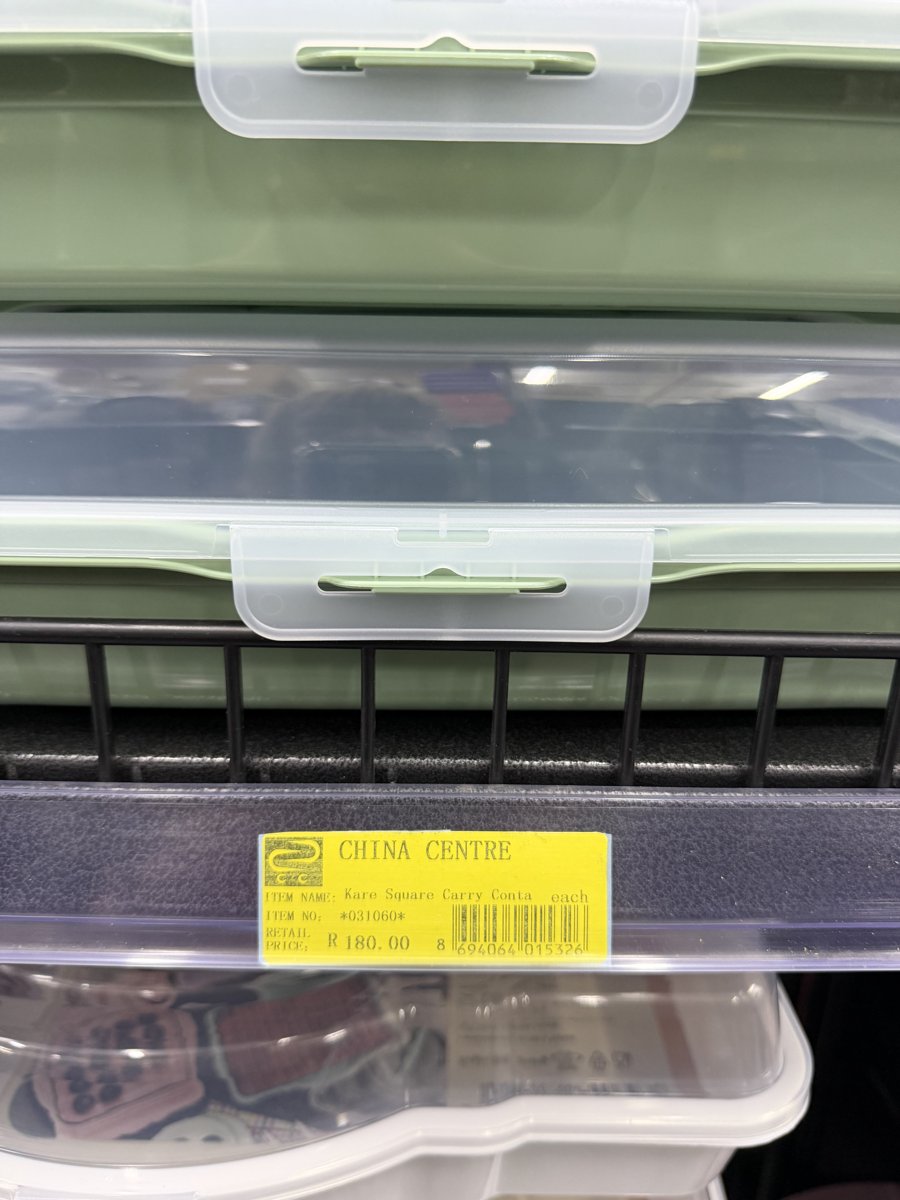 CHINA CENTRE
CZC
ITEM NAME: Kare Square Carry Conta each
ITEM NO: *031060*
RETAIL PRICE; R 180.00
8 694064 015326